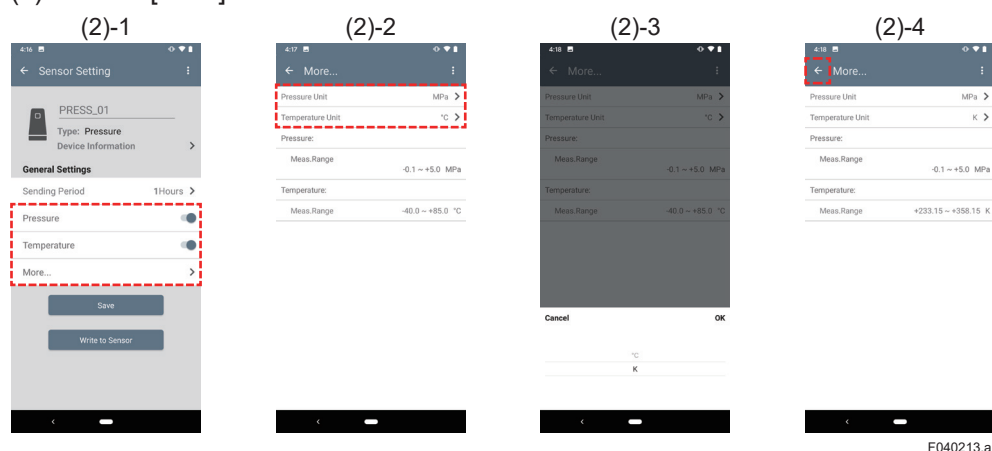 (2)-1
4:16
Sensor Setting
PRESS_01
Type: Pressure
Device Information
General Settings
Sending Period 1Hours
Pressure
Temperature
More...
Save
Write to Sensor
(2)-2
4:17
More...
Pressure Unit MPa
Temperature Unit °C
Pressure:
Meas.Range
-0.1 ~ +5.0 MPa
Temperature:
Meas.Range -40.0 ~ +85.0 °C
(2)-3
4:18
More...
Pressure Unit MPa
Temperature Unit °C
Pressure:
Meas.Range
-0.1 ~ +5.0 MPa
Temperature:
Meas.Range -40.0 ~ +85.0 °C
Cancel OK
°C
K
(2)-4
4:18
More...
Pressure Unit MPa
Temperature Unit K
Pressure:
Meas.Range
-0.1 ~ +5.0 MPa
Temperature:
Meas.Range +233.15 ~ +358.15 K
F040213.a